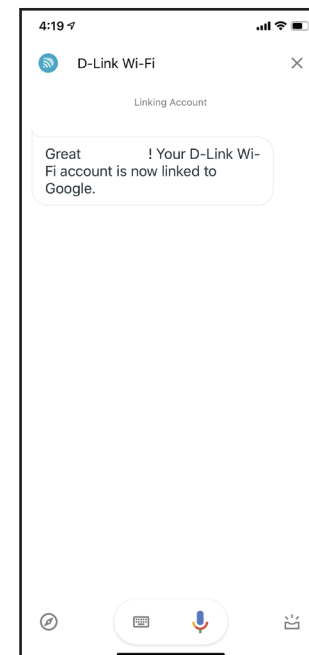 4:19
D-Link Wi-Fi
Linking Account
Great ! Your D-Link Wi-
Fi account is now linked to
Google.